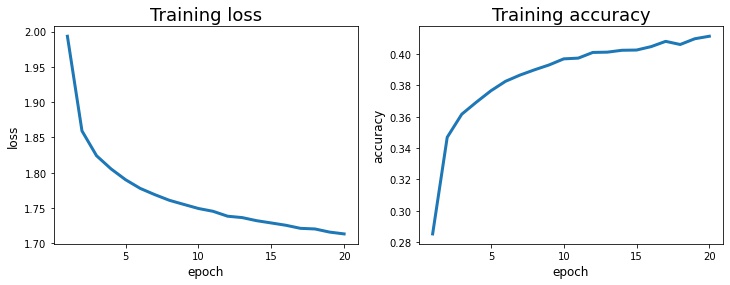 Training loss
2.00
1.95
1.90
1.85
1.80
1.75
1.70
loss
5 10 15 20
epoch
Training accuracy
0.40
0.38
0.36
0.34
0.32
0.30
0.28
accuracy
5 10 15 20
epoch